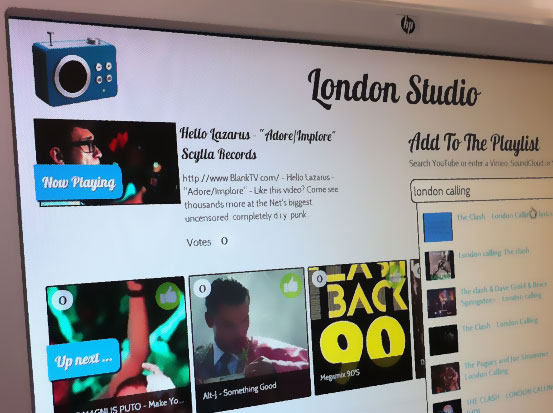 hp
London Studio
Hello Lazarus - "Adore/Implore"
Scylla Records
http://www.BlankTV.com/ - Hello Lazarus -
"Adore/Implore" - Like this video? Come see
thousands more at the Net's biggest,
uncensored, completely d.i.y. punk
Now Playing
Votes 0
Add To The Playlist
Search YouTube or enter a Vimeo, SoundCloud or
london calling
The Clash London Calling
London calling-The clash
The clash & Dave Grohl & Bruce
Springsteen - London calling
The Clash London Calling
The Pogues and Joe Strummer
London Calling
THE CLASH LONDON CALLING
0
Up next ...
MAGNUS PUTO - Make Yo...
0
Alt-J - Something Good
0
FLASH
BACK
90
Megamix 90'S